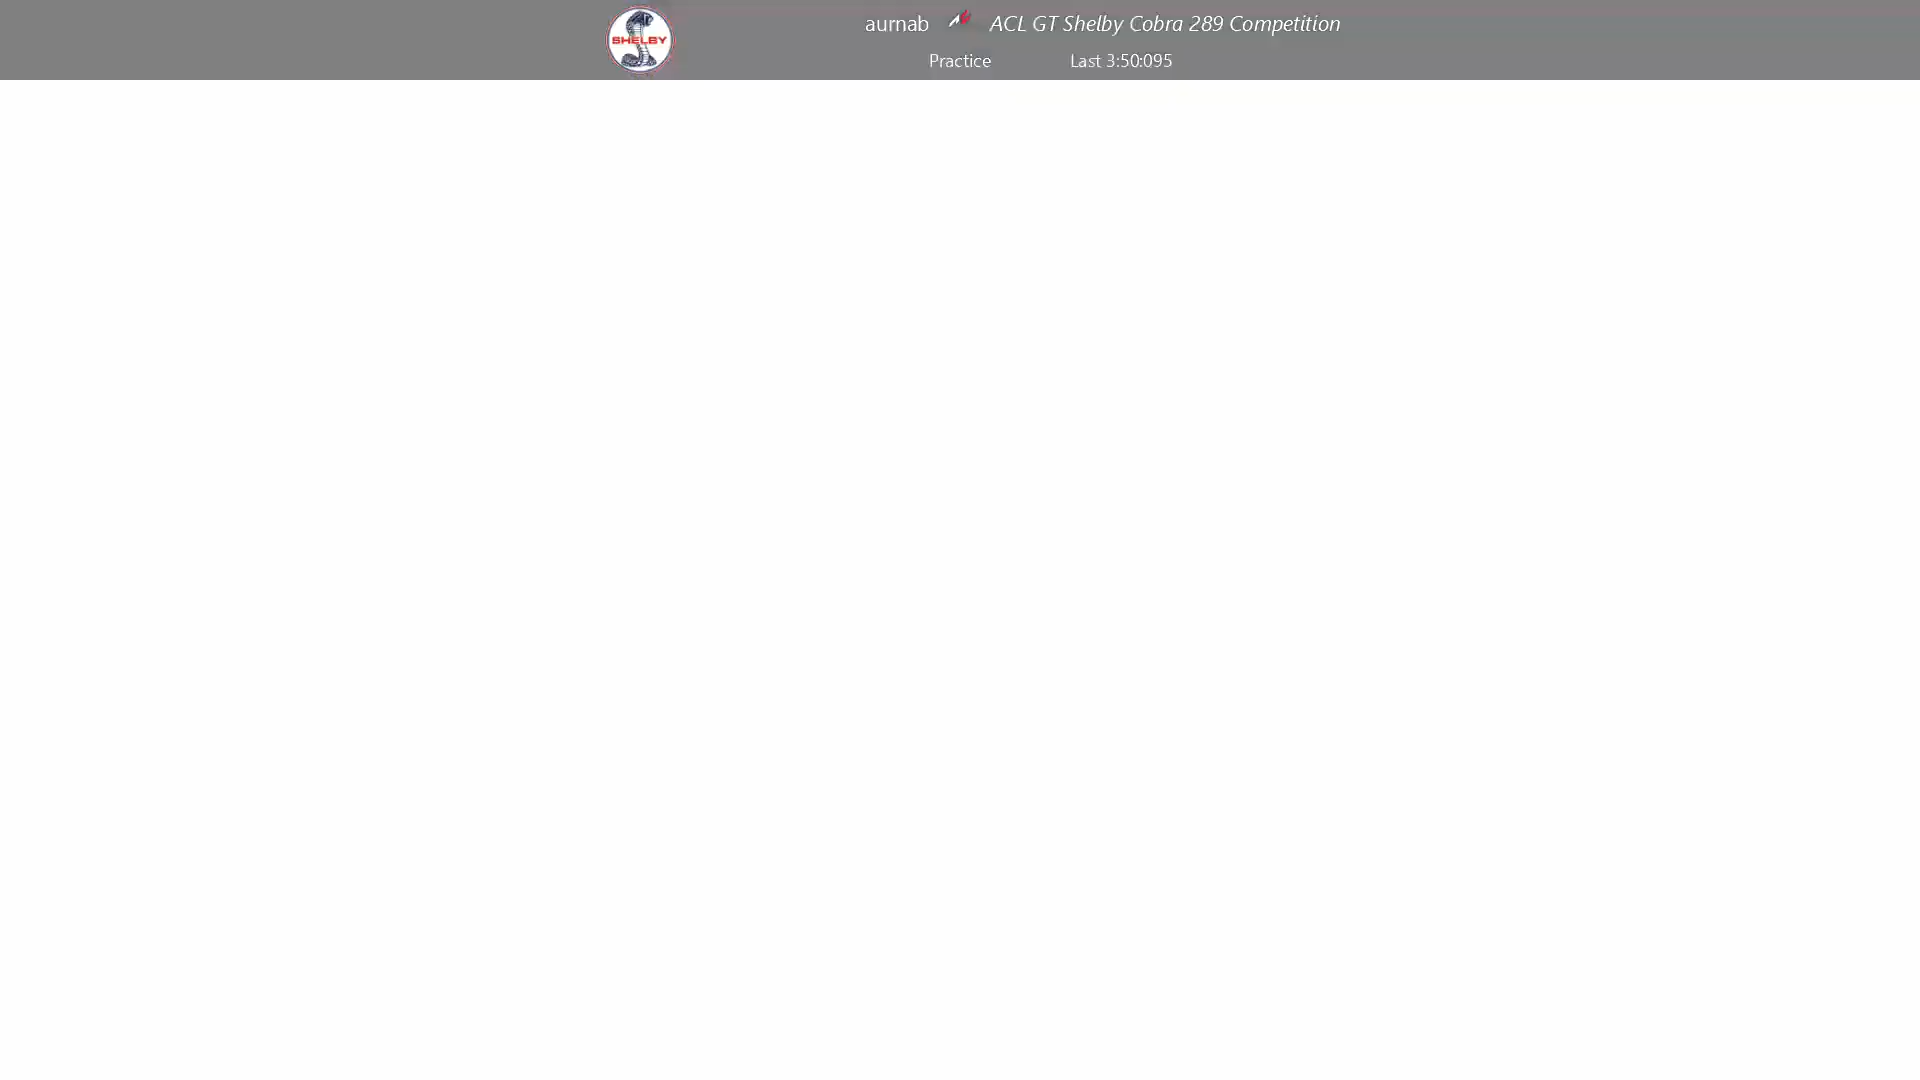 SHELBY
aurnab ACL GT Shelby Cobra 289 Competition
Practice Last 3:50:095